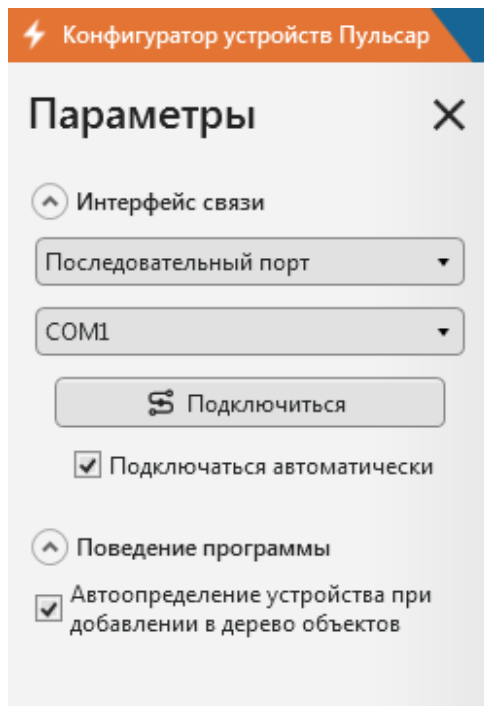 Конфигуратор устройств Пульсар
Параметры
Интерфейс связи
Последовательный порт
COM1
Подключиться
Подключаться автоматически
Поведение программы
Автоопределение устройства при
добавлении в дерево объектов